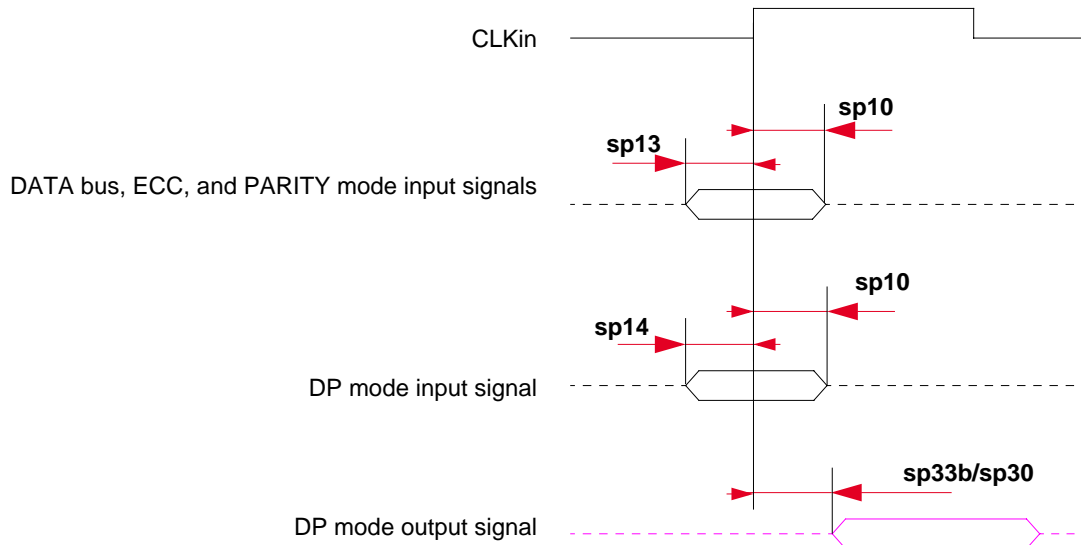 CLKin
sp10
sp13
DATA bus, ECC, and PARITY mode input signals
sp10
sp14
DP mode input signal
sp33b/sp30
DP mode output signal